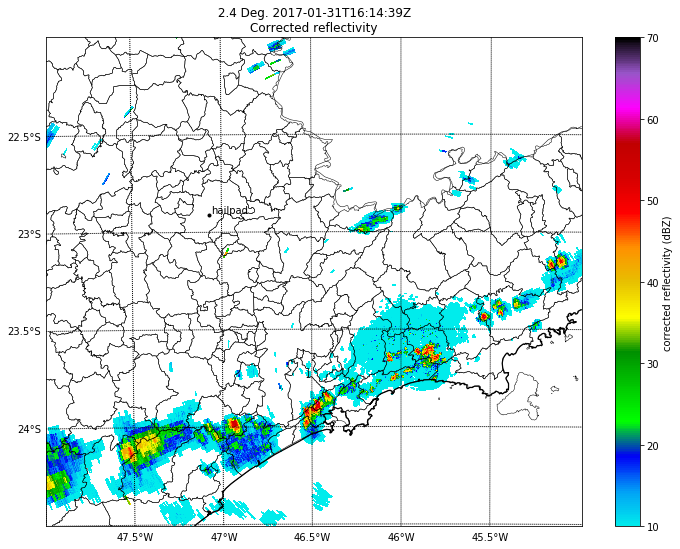 2.4 Deg. 2017-01-31T16:14:39Z
Corrected reflectivity
70
60
50
40
30
20
10
corrected reflectivity (dBZ)
22.5°S
hailpad
23°S
23.5°S
24°S
47.5°W
47°W
46.5°W
46°W
45.5°W